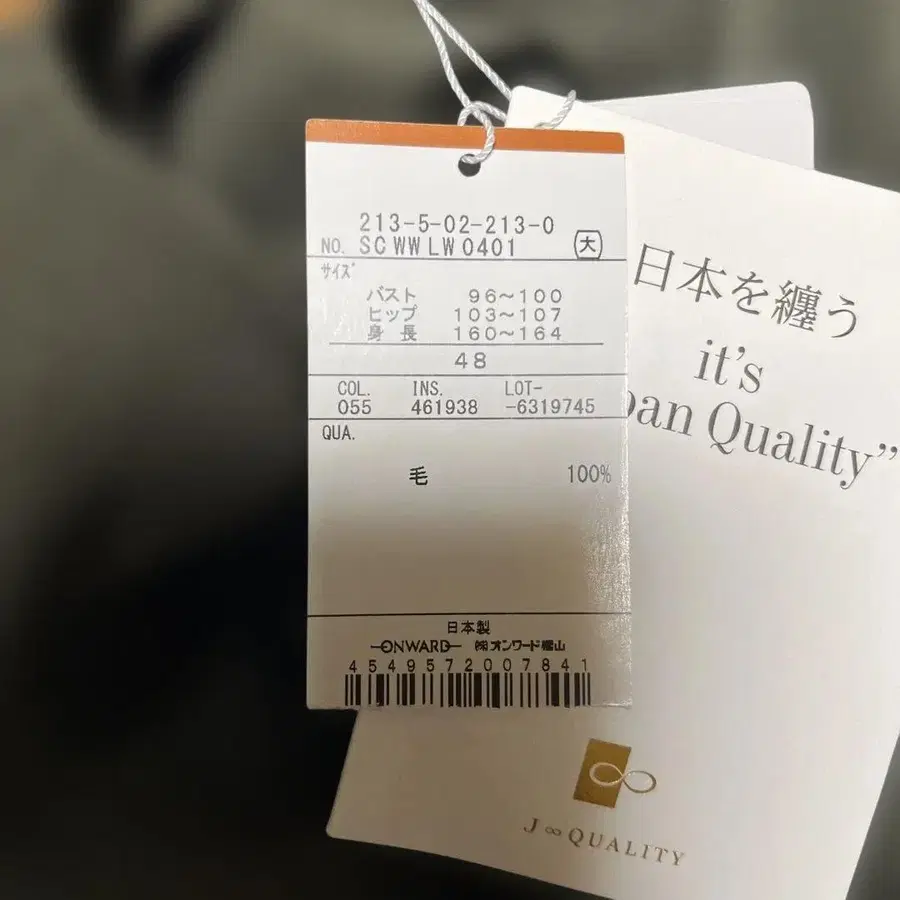 213-5-02-213-0
NO. SC WW LW 0401 大
サイズ
バスト 96～100
ヒップ 103～107
身長 160～164
48
COL. INS. LOT-
055 461938 -6319745
QUA.
毛 100%
日本製
ONWARD ㈱オンワード樫山
4549572007841
日本を纏う
it's
pan Quality”
J∞QUALITY